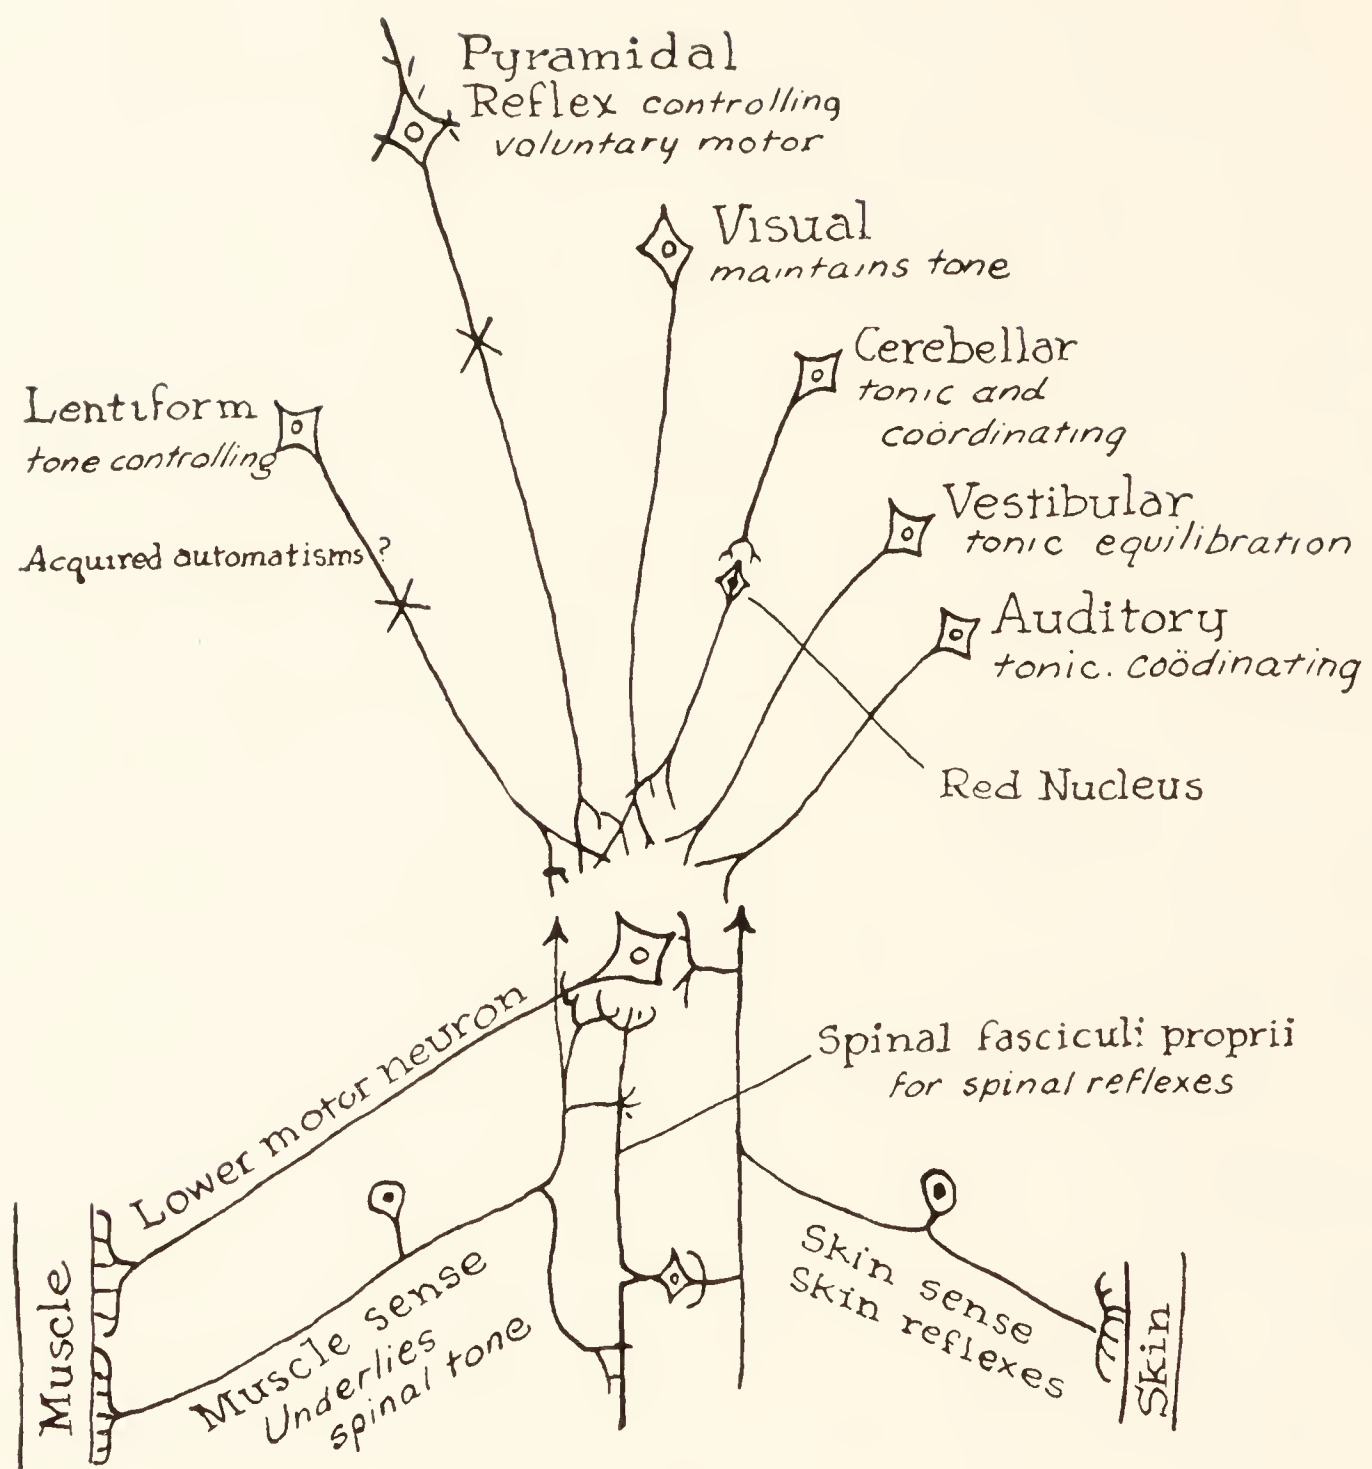 Pyramidal
Reflex controlling
voluntary motor
Visual
maintains tone
Cerebellar
tonic and
coördinating
Lentiform
tone controlling
Acquired automatisms?
Vestibular
tonic equilibration
Auditory
tonic. coödinating
Red Nucleus
Lower motor neuron
Spinal fasciculi proprii
for spinal reflexes
Muscle
Muscle sense
Underlies
spinal tone
Skin sense
Skin reflexes
Skin